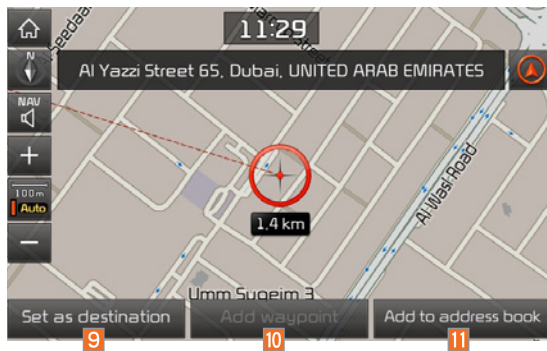 11:29
N
Al Yazzi Street 65, Dubai, UNITED ARAB EMIRATES
NAV
100m
Auto
Al Wasl Road
1.4 km
Umm Suqeim 3
Set as destination
Add waypoint
Add to address book
9
10
11